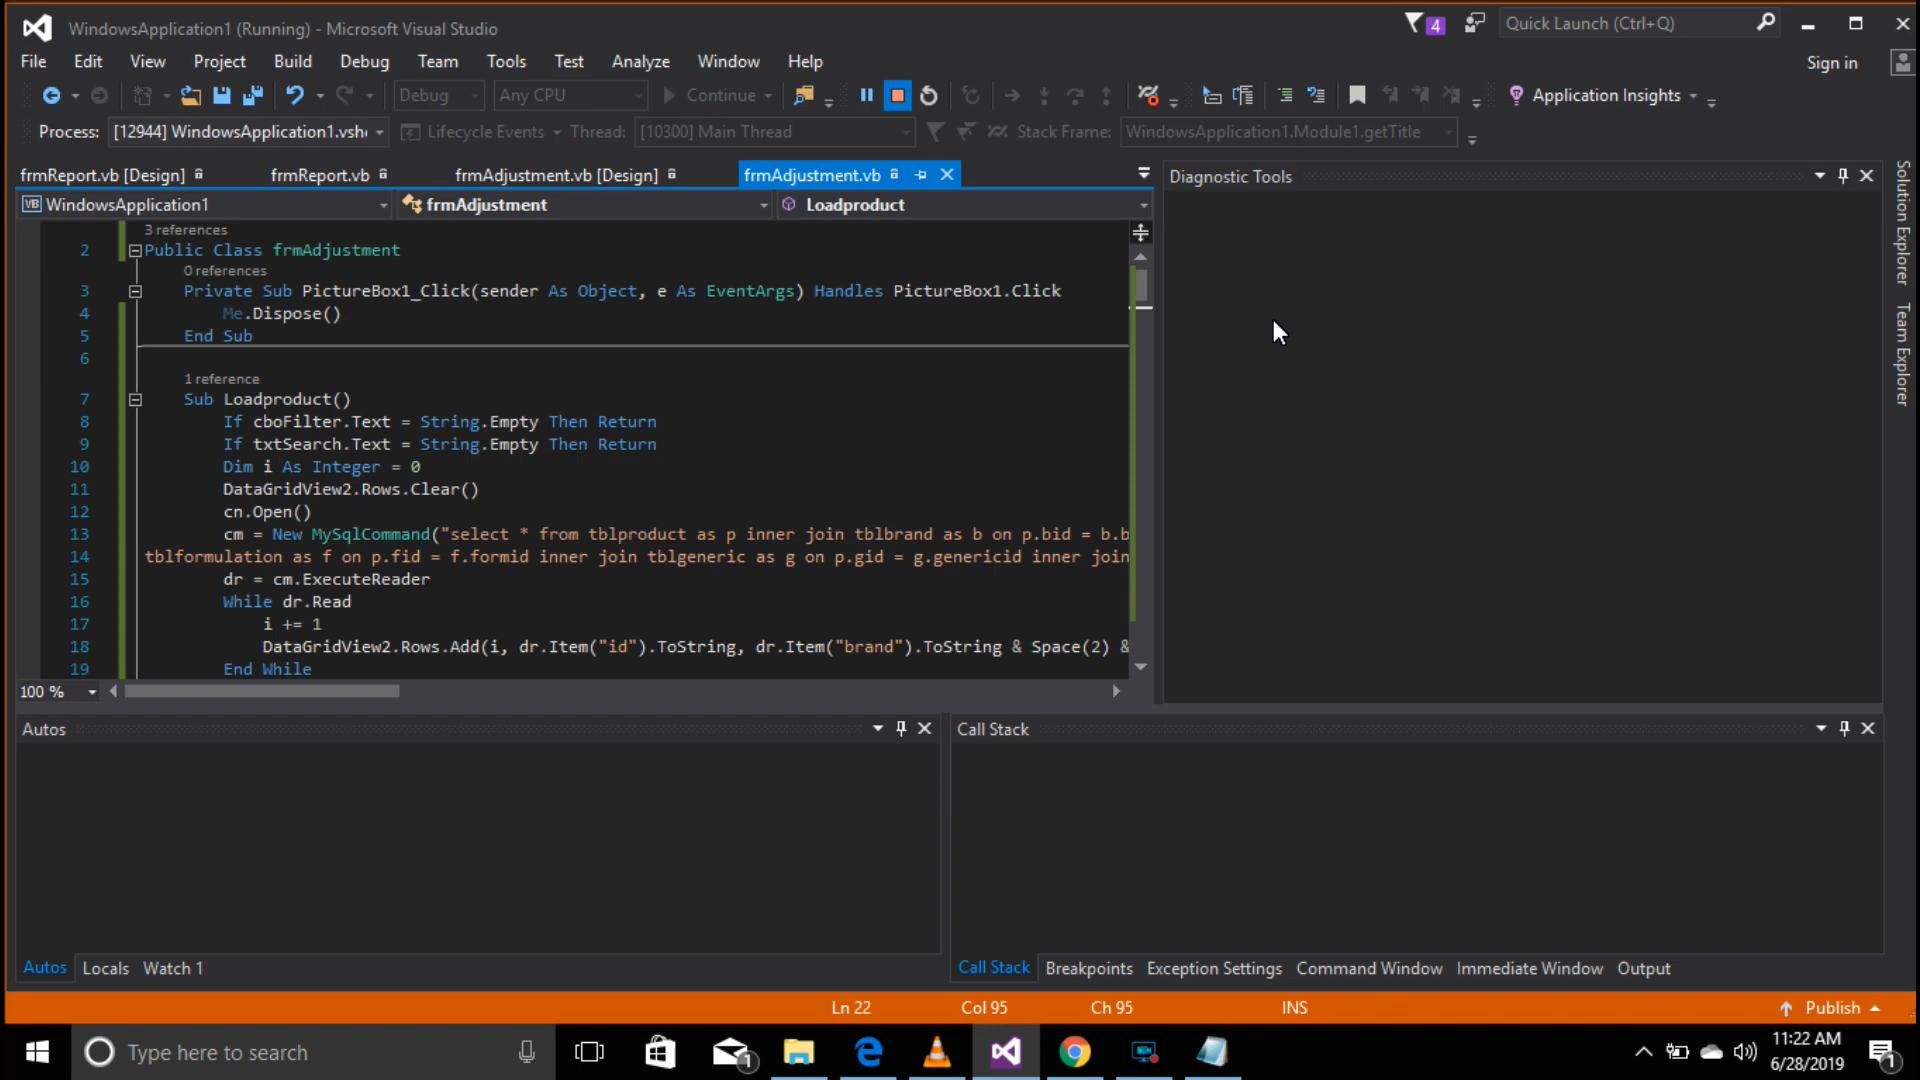 WindowsApplication1 (Running) - Microsoft Visual Studio
4
Quick Launch (Ctrl+Q)
File Edit View Project Build Debug Team Tools Test Analyze Window Help
Sign in
Debug Any CPU Continue Application Insights
Process: [12944] WindowsApplication1.vsh Lifecycle Events Thread: [10300] Main Thread Stack Frame: WindowsApplication1.Module1.getTitle
frmReport.vb [Design] frmReport.vb frmAdjustment.vb [Design] frmAdjustment.vb
Diagnostic Tools
VB WindowsApplication1 frmAdjustment Loadproduct
3 references
2 Public Class frmAdjustment
0 references
3 Private Sub PictureBox1_Click(sender As Object, e As EventArgs) Handles PictureBox1.Click
4 Me.Dispose()
5 End Sub
6
1 reference
7 Sub Loadproduct()
8 If cboFilter.Text = String.Empty Then Return
9 If txtSearch.Text = String.Empty Then Return
10 Dim i As Integer = 0
11 DataGridView2.Rows.Clear()
12 cn.Open()
13 cm = New MySqlCommand("select * from tblproduct as p inner join tblbrand as b on p.bid = b.b
14 tblformulation as f on p.fid = f.formid inner join tblgeneric as g on p.gid = g.genericid inner join
15 dr = cm.ExecuteReader
16 While dr.Read
17 i += 1
18 DataGridView2.Rows.Add(i, dr.Item("id").ToString, dr.Item("brand").ToString & Space(2) &
19 End While
100 %
Solution Explorer
Team Explorer
Autos
Call Stack
Autos Locals Watch 1
Call Stack Breakpoints Exception Settings Command Window Immediate Window Output
Ln 22 Col 95 Ch 95 INS Publish
Type here to search
1
11:22 AM
6/28/2019
1